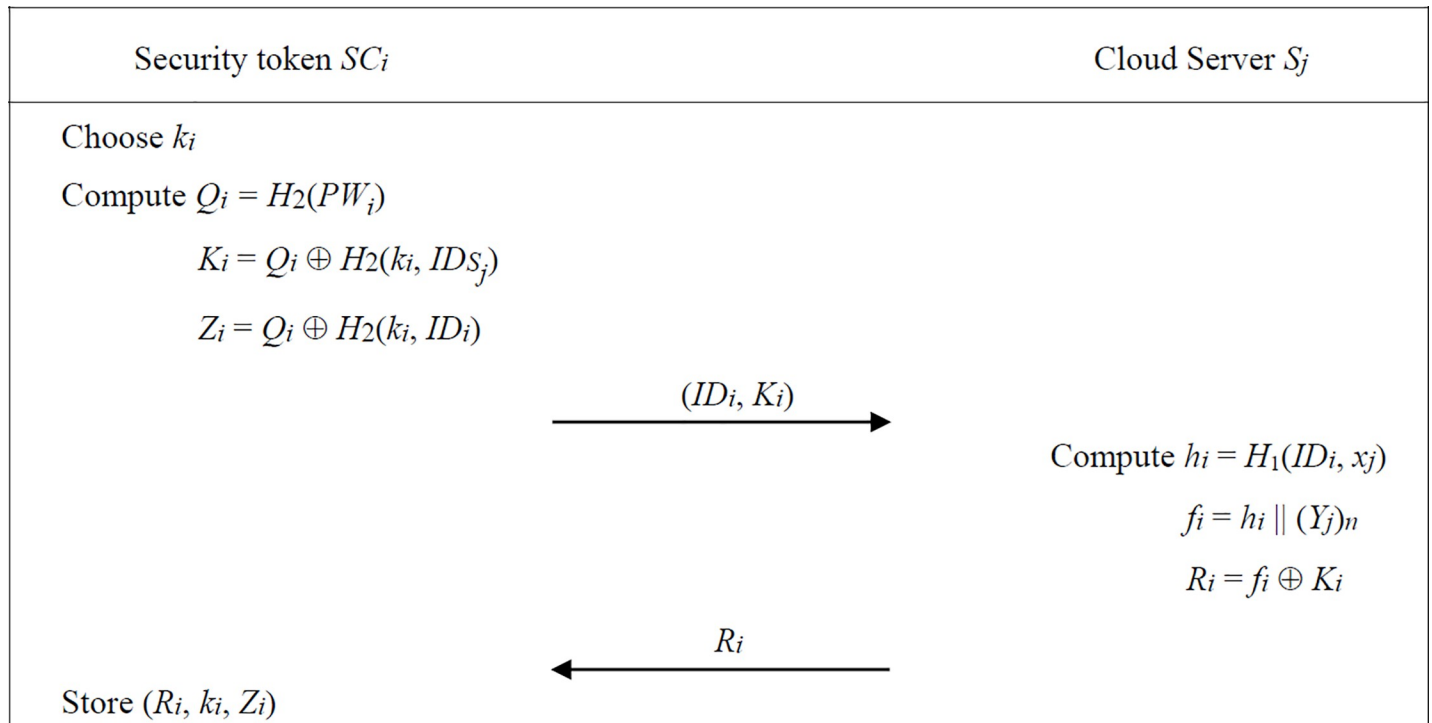 Security token SCi
Cloud Server Sj
Choose ki
Compute Qi = H2(PWi)
Ki = Qi ⊕ H2(ki, IDSj)
Zi = Qi ⊕ H2(ki, IDi)
(IDi, Ki)
Compute hi = H1(IDi, xj)
fi = hi || (Yj)n
Ri = fi ⊕ Ki
Ri
Store (Ri, ki, Zi)